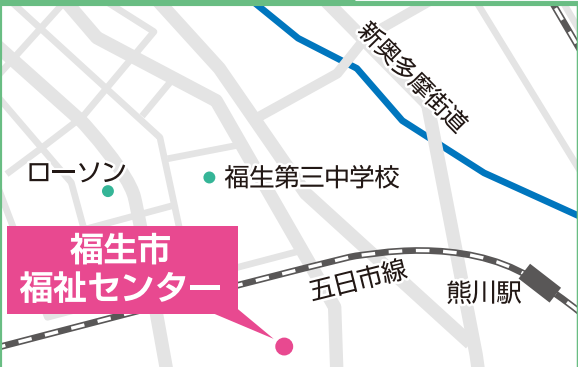 新奥多摩街道
ローソン
福生第三中学校
福生市
福祉センター
五日市線
熊川駅